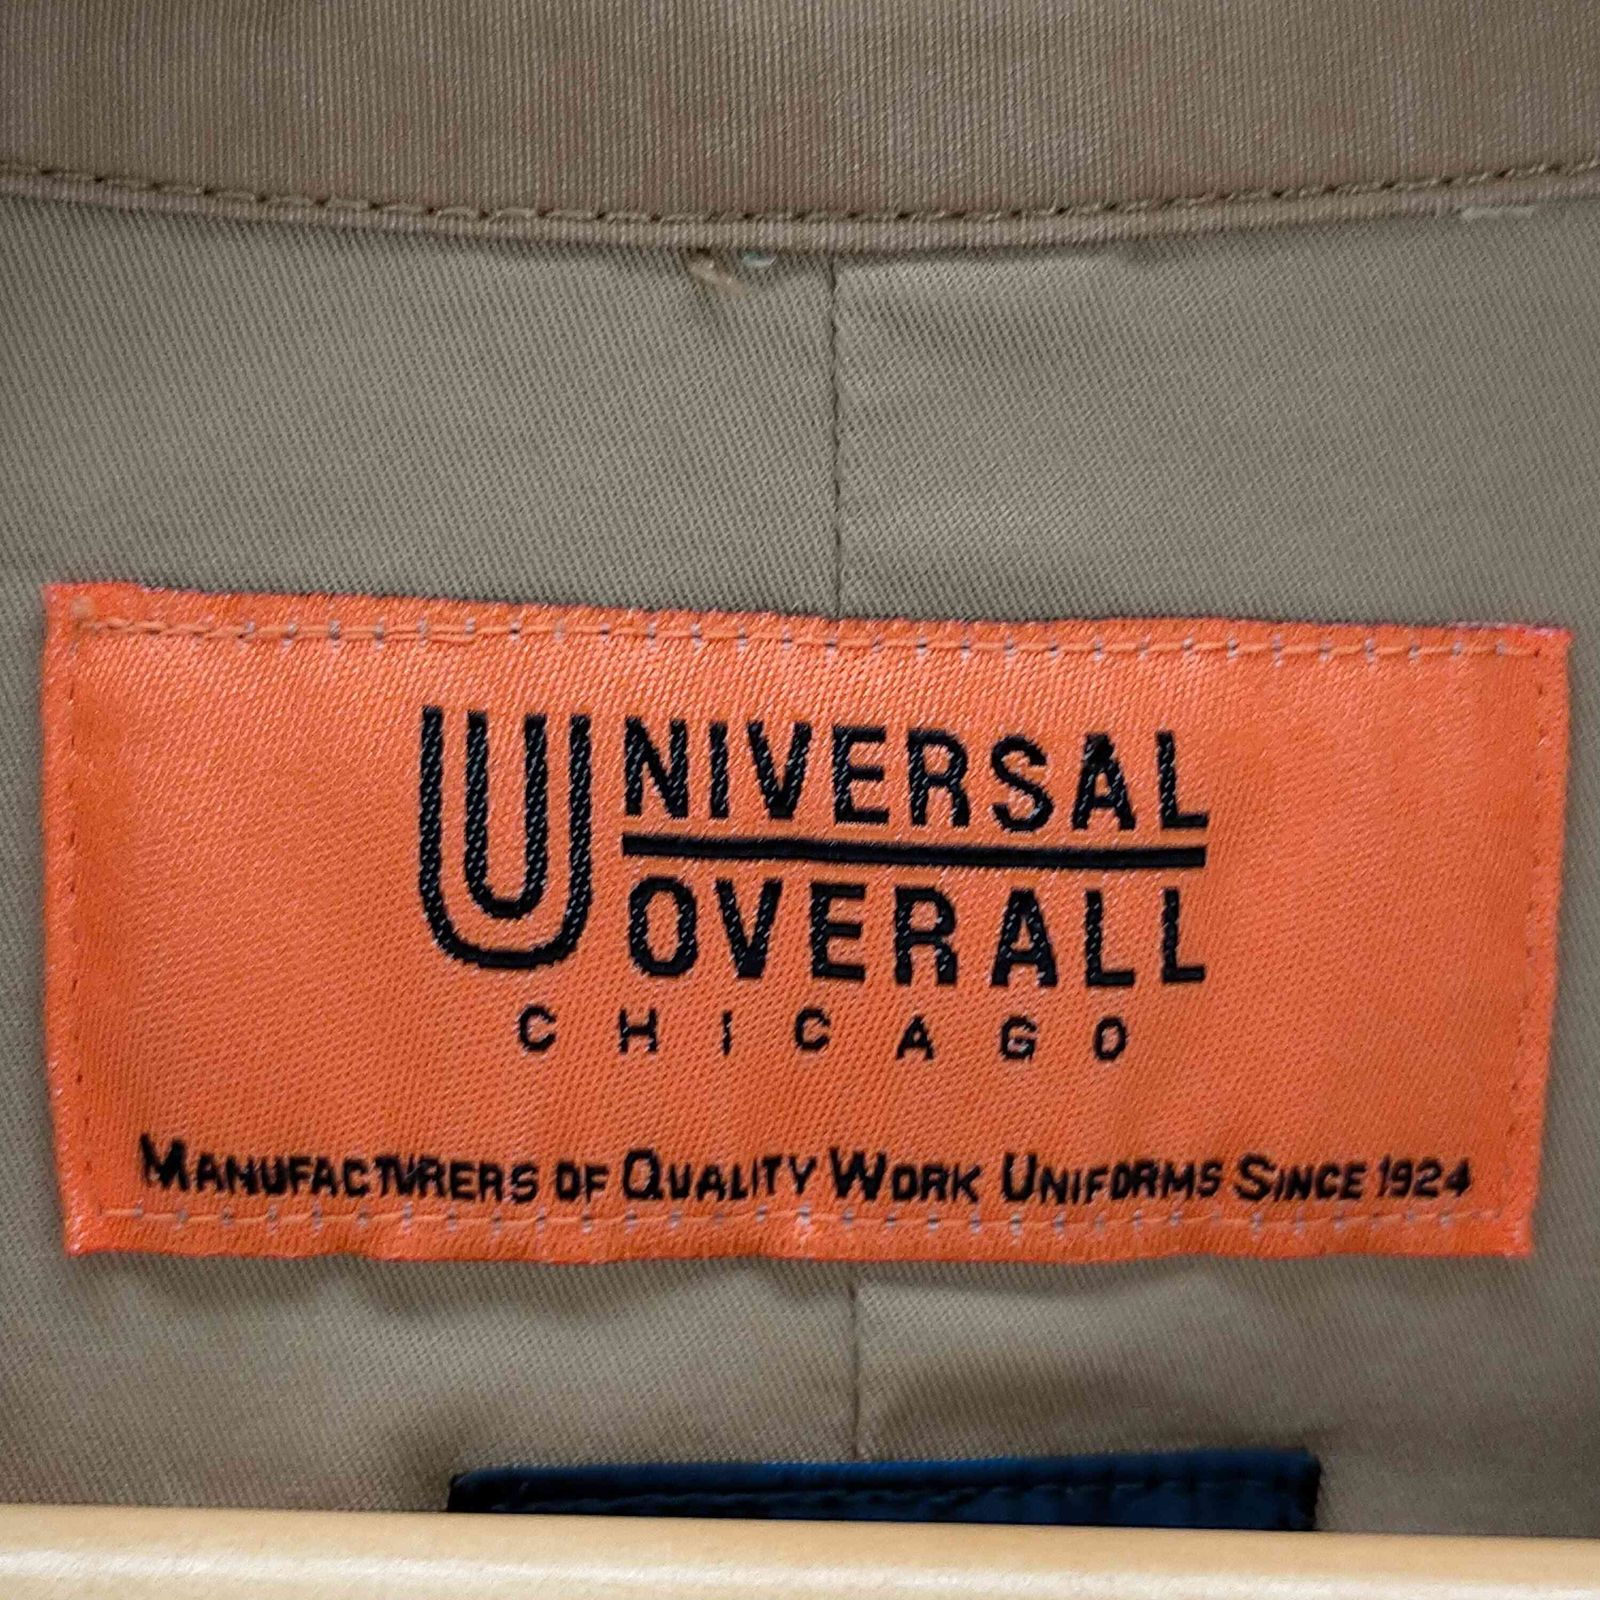 UNIVERSAL
OVERALL
CHICAGO
MANUFACTURERS OF QUALITY WORK UNIFORMS SINCE 1924